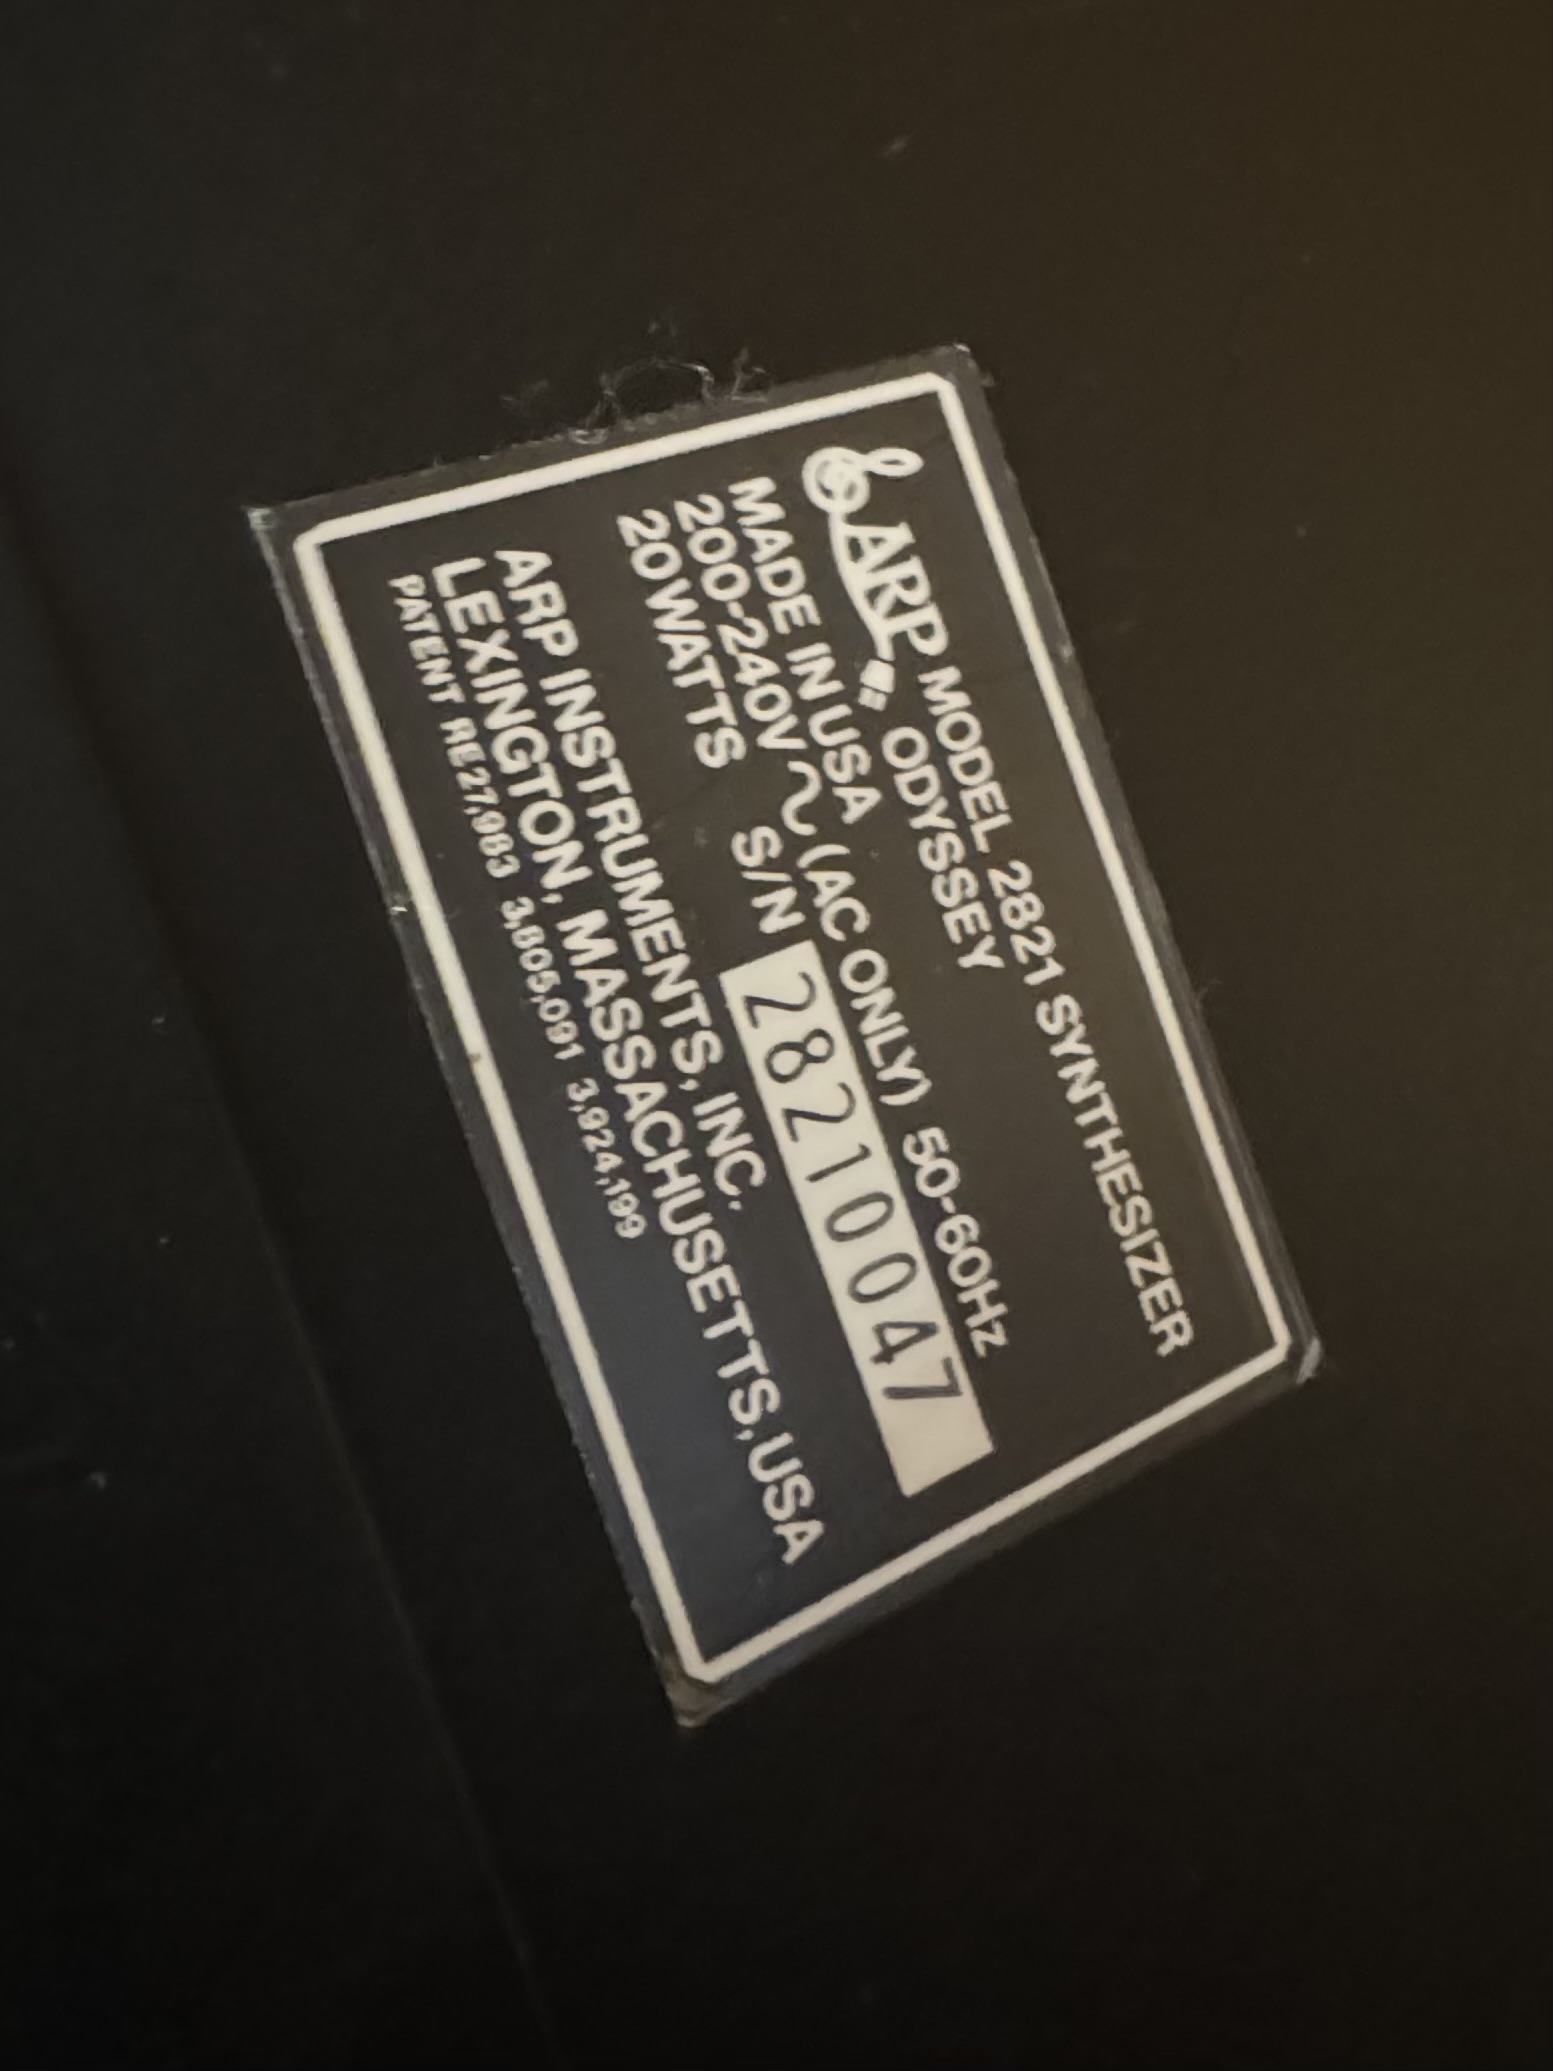 ARP MODEL 2821 SYNTHESIZER
ODYSSEY
MADE IN USA
200-240V ~ (AC ONLY) 50-60Hz
20 WATTS S/N 28210047
ARP INSTRUMENTS, INC.
LEXINGTON, MASSACHUSETTS, USA
PATENT RE27,983 3,805,091 3,924,199